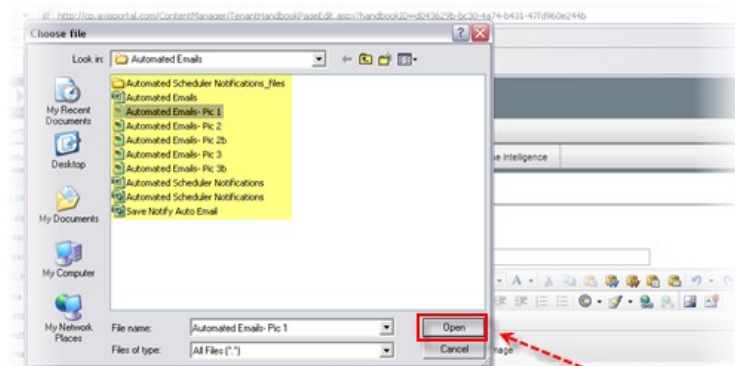 http://cp.axisportal.com/ContentManager/TenantHandbookPageEdit.aspx?handbookID=d043629b-bc30-4a74-b431-47fd960e244b
Choose file
Look in:
Automated Emails
My Recent
Documents
Desktop
My Documents
My Computer
My Network
Places
Automated Scheduler Notifications_files
Automated Emails
Automated Emails- Pic 1
Automated Emails- Pic 2
Automated Emails- Pic 2b
Automated Emails- Pic 3
Automated Emails- Pic 3b
Automated Scheduler Notifications
Automated Scheduler Notifications
Save Notify Auto Email
File name:
Automated Emails- Pic 1
Open
Files of type:
All Files (*.*)
Cancel
Intelligence